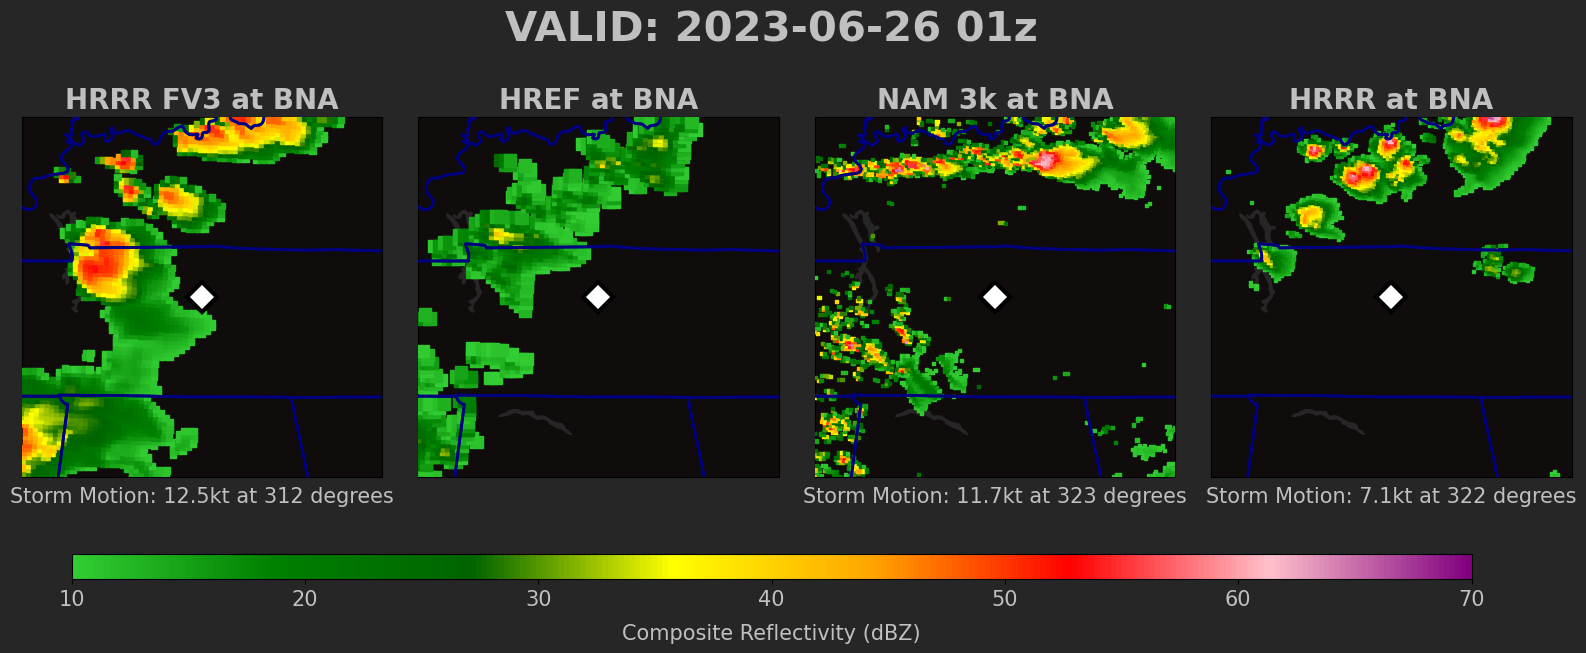 VALID: 2023-06-26 01z
HRRR FV3 at BNA
HREF at BNA
NAM 3k at BNA
HRRR at BNA
Storm Motion: 12.5kt at 312 degrees
Storm Motion: 11.7kt at 323 degrees
Storm Motion: 7.1kt at 322 degrees
10 20 30 40 50 60 70
Composite Reflectivity (dBZ)